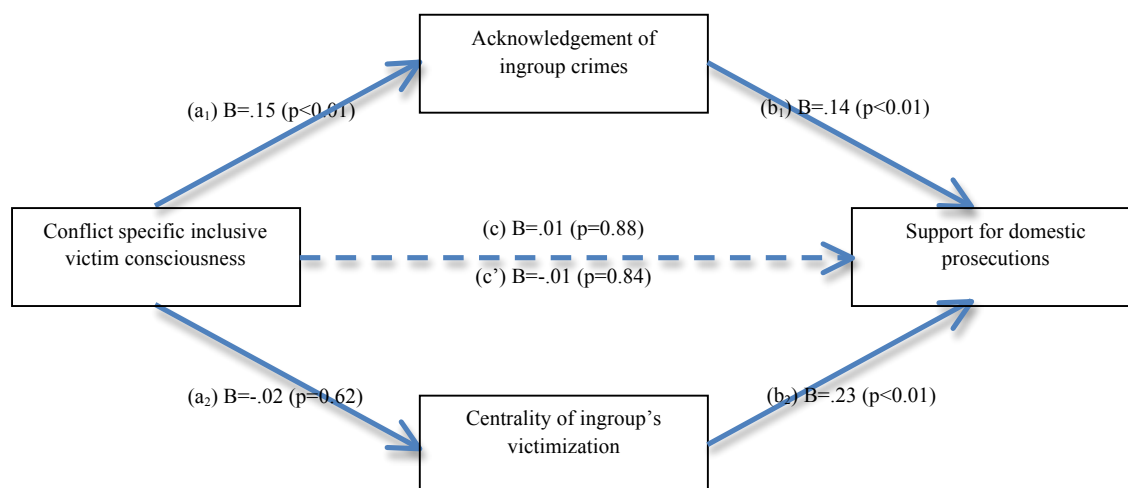 Acknowledgement of
ingroup crimes
(a₁) B=.15 (p<0.01)
(b₁) B=.14 (p<0.01)
Conflict specific inclusive
victim consciousness
(c) B=.01 (p=0.88)
(c’) B=-.01 (p=0.84)
Support for domestic
prosecutions
(a₂) B=-.02 (p=0.62)
(b₂) B=.23 (p<0.01)
Centrality of ingroup’s
victimization